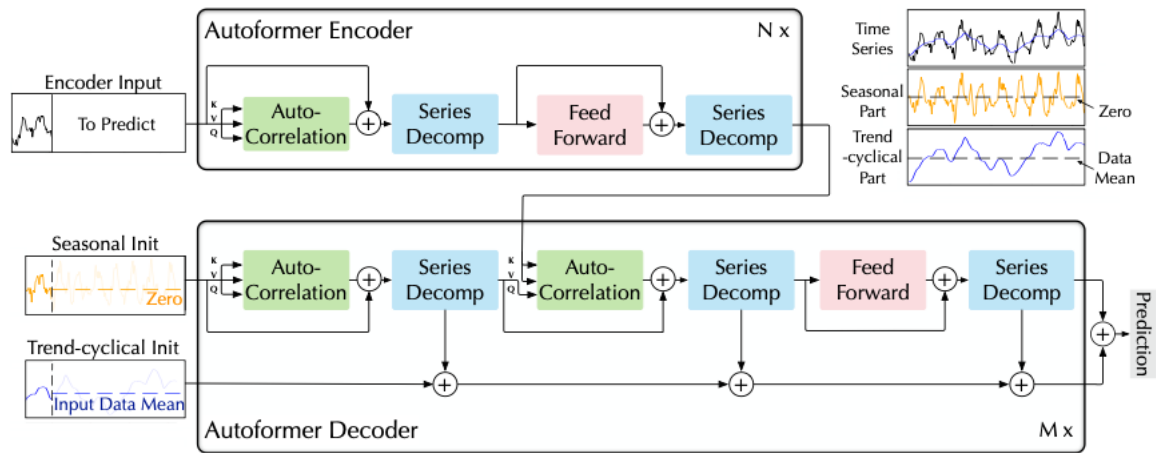 Autoformer Encoder
N x
Encoder Input
To Predict
K
V
Q
Auto-
Correlation
Series
Decomp
Feed
Forward
Series
Decomp
Time
Series
Seasonal
Part
Zero
Trend
-cyclical
Part
Data
Mean
Seasonal Init
Zero
K
V
Q
Auto-
Correlation
Series
Decomp
K
V
Q
Auto-
Correlation
Series
Decomp
Feed
Forward
Series
Decomp
Prediction
Trend-cyclical Init
Input Data Mean
Autoformer Decoder
M x